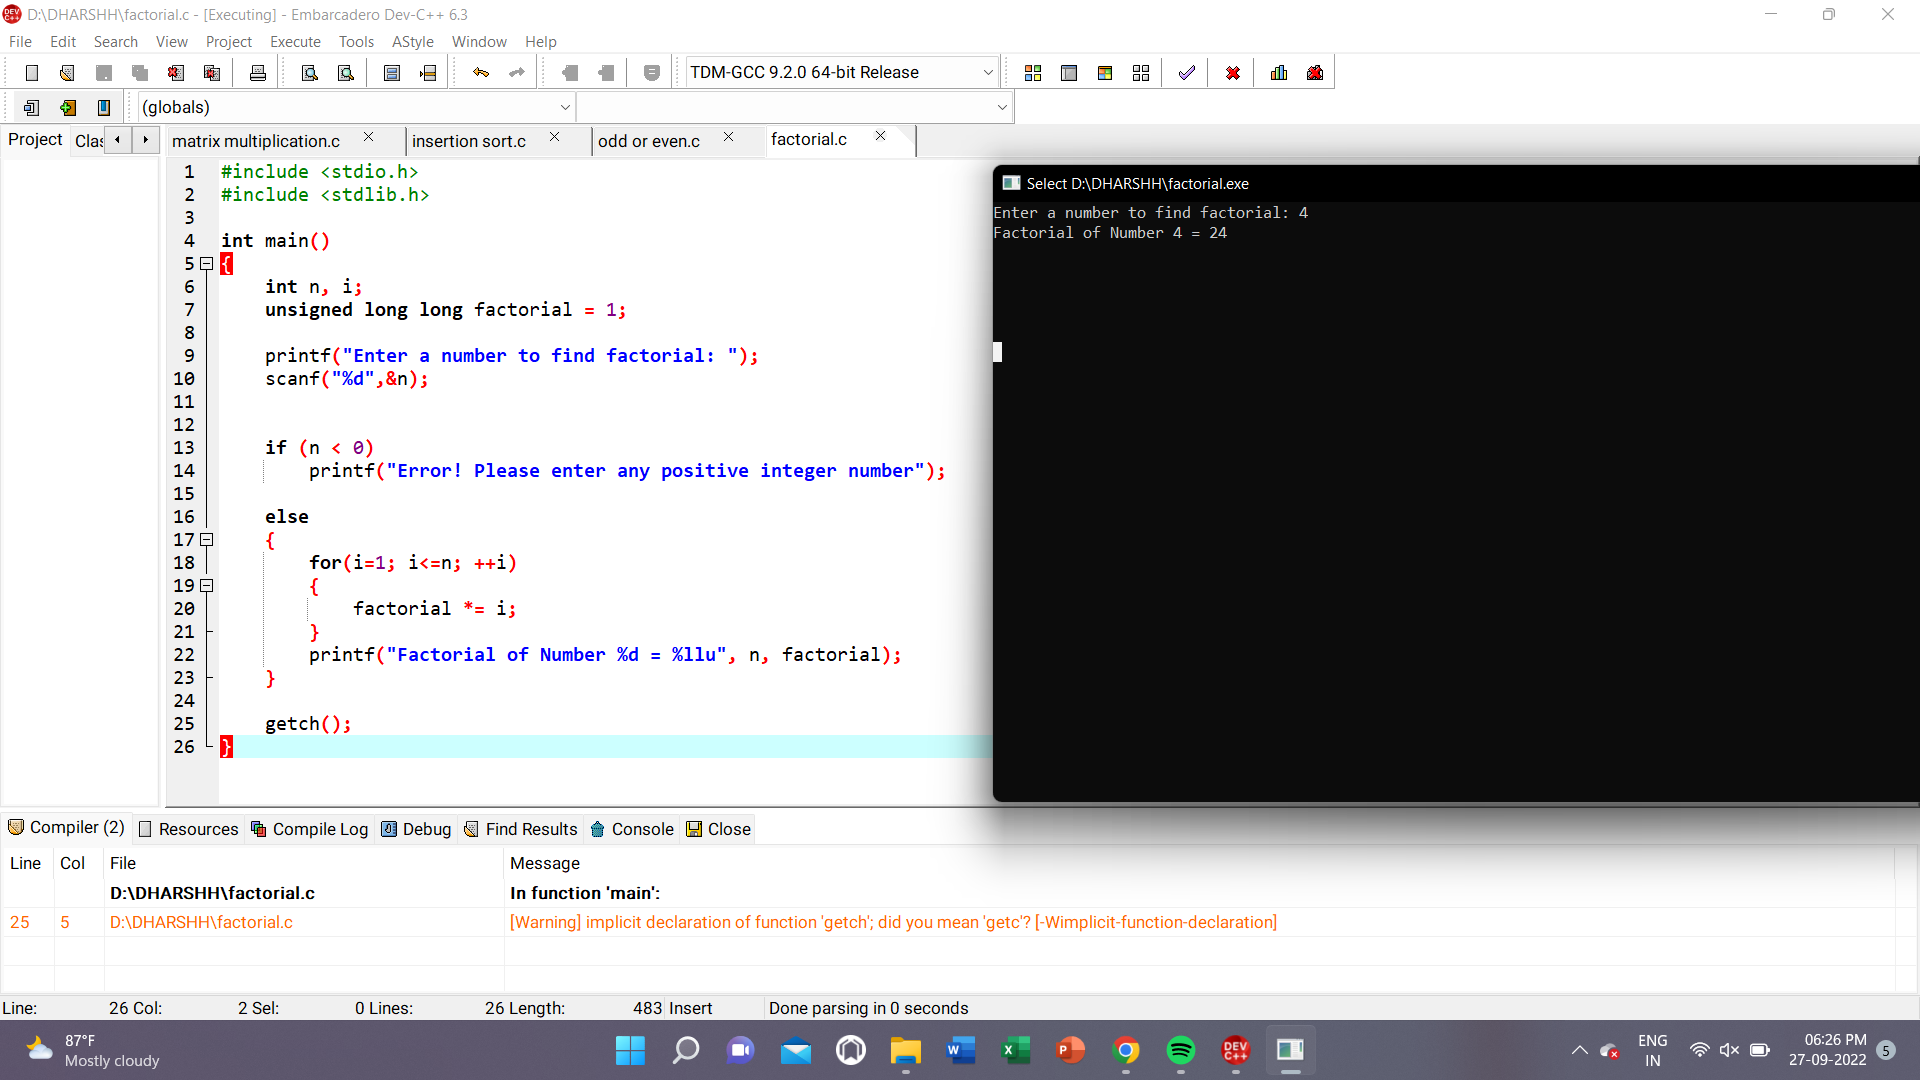 D:\DHARSHH\factorial.c - [Executing] - Embarcadero Dev-C++ 6.3
File Edit Search View Project Execute Tools AStyle Window Help
TDM-GCC 9.2.0 64-bit Release
(globals)
Project Clas matrix multiplication.c insertion sort.c odd or even.c factorial.c
1 #include <stdio.h>
2 #include <stdlib.h>
3
4 int main()
5 {
6 int n, i;
7 unsigned long long factorial = 1;
8
9 printf("Enter a number to find factorial: ");
10 scanf("%d",&n);
11
12
13 if (n < 0)
14 printf("Error! Please enter any positive integer number");
15
16 else
17 {
18 for(i=1; i<=n; ++i)
19 {
20 factorial *= i;
21 }
22 printf("Factorial of Number %d = %llu", n, factorial);
23 }
24
25 getch();
26 }
Select D:\DHARSHH\factorial.exe
Enter a number to find factorial: 4
Factorial of Number 4 = 24
Compiler (2) Resources Compile Log Debug Find Results Console Close
Line Col File Message
D:\DHARSHH\factorial.c In function 'main':
25 5 D:\DHARSHH\factorial.c [Warning] implicit declaration of function 'getch'; did you mean 'getc'? [-Wimplicit-function-declaration]
Line: 26 Col: 2 Sel: 0 Lines: 26 Length: 483 Insert Done parsing in 0 seconds
87°F
Mostly cloudy
DEV C++
ENG
IN
06:26 PM
27-09-2022
5